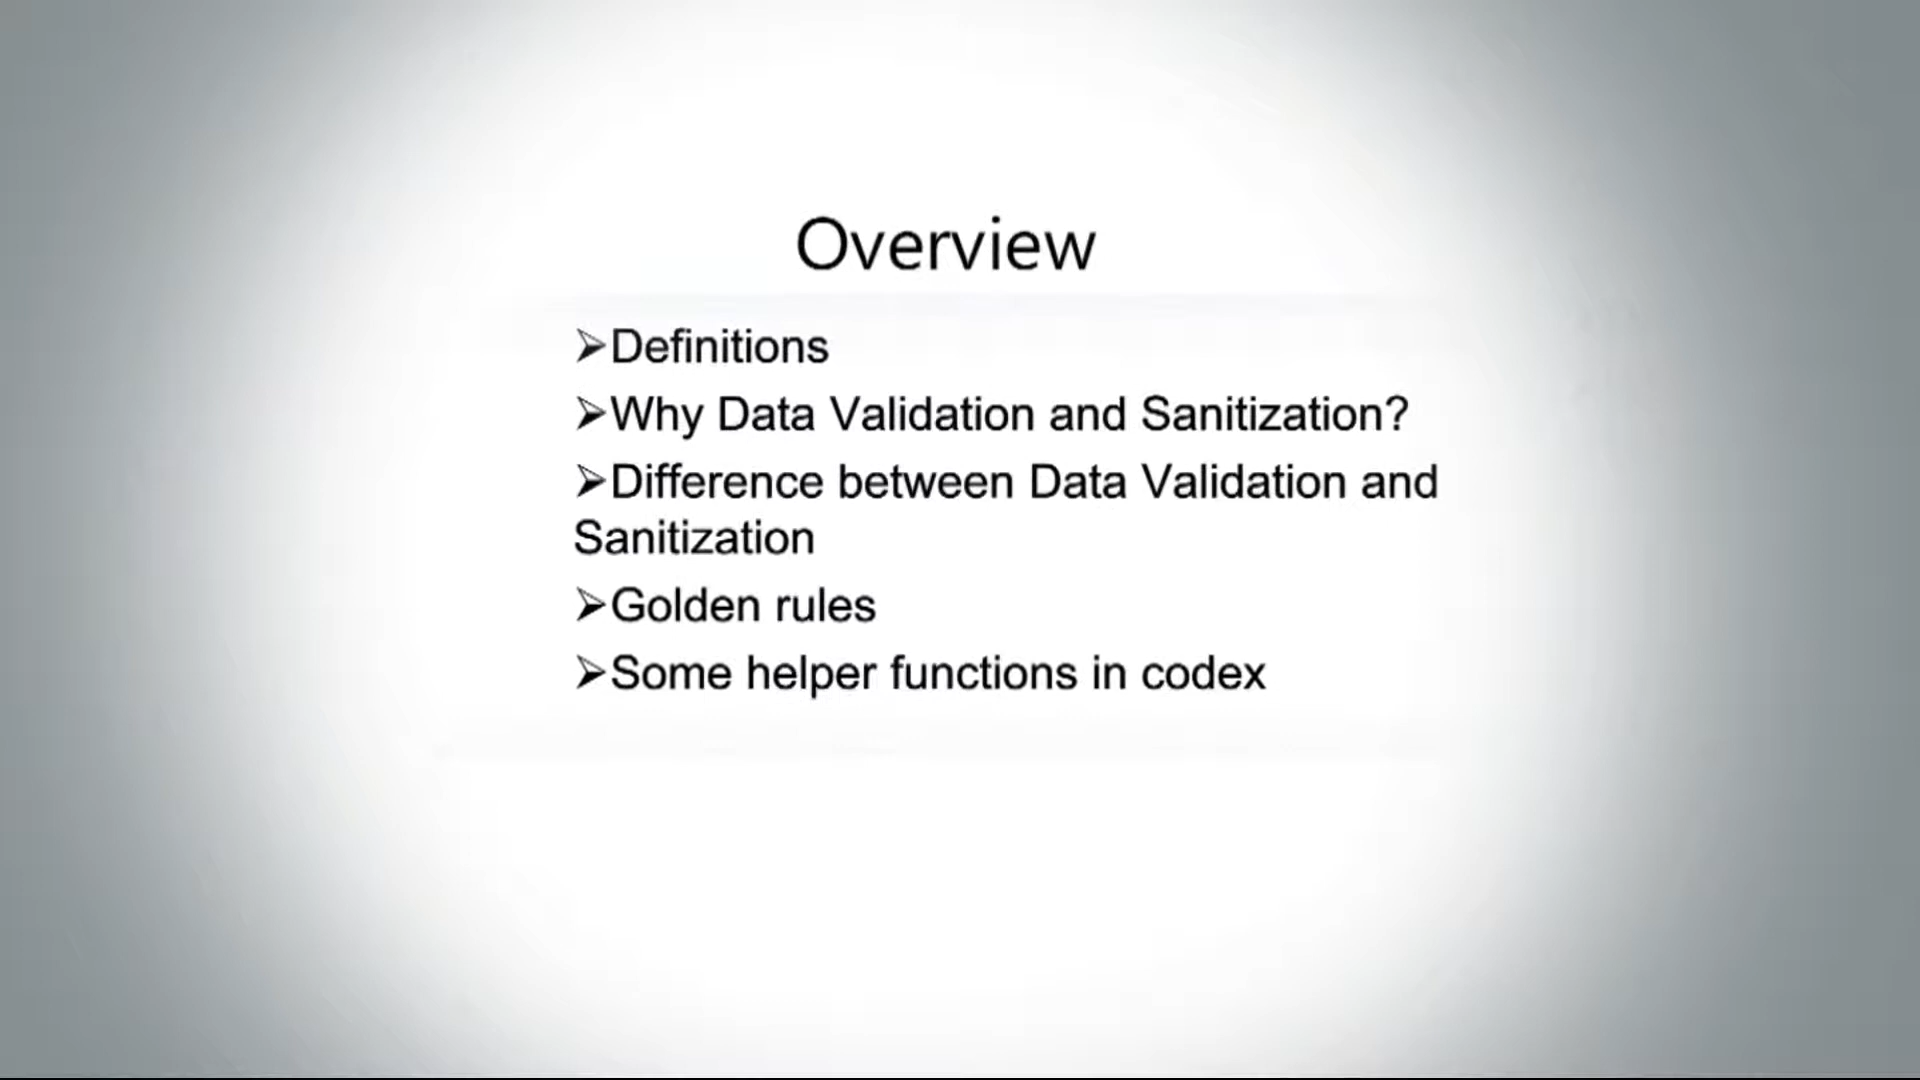 Overview
➢Definitions
➢Why Data Validation and Sanitization?
➢Difference between Data Validation and
Sanitization
➢Golden rules
➢Some helper functions in codex